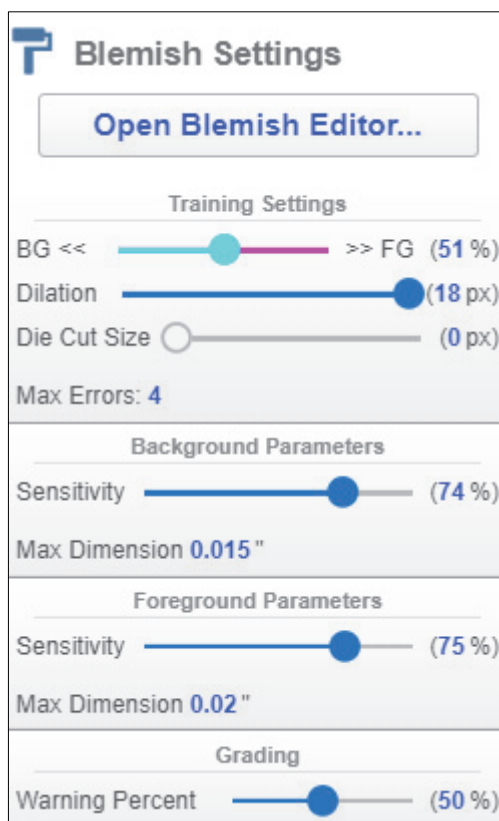 Blemish Settings
Open Blemish Editor...
Training Settings
BG << >> FG (51 %)
Dilation (18 px)
Die Cut Size (0 px)
Max Errors: 4
Background Parameters
Sensitivity (74 %)
Max Dimension 0.015 "
Foreground Parameters
Sensitivity (75 %)
Max Dimension 0.02 "
Grading
Warning Percent (50 %)